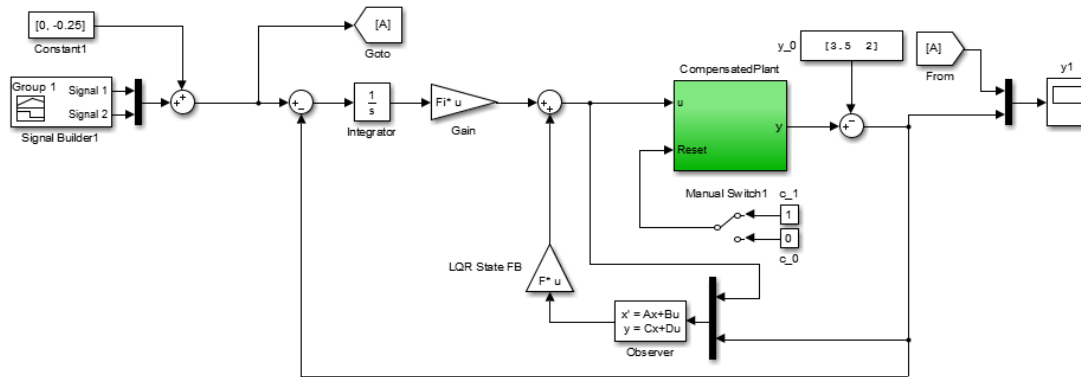 [0, -0.25]
Constant1
Group 1
Signal 1
Signal 2
Signal Builder1
[A]
Goto
1
s
Integrator
Fi* u
Gain
CompensatedPlant
u
y
Reset
y_0
[3.5 2]
[A]
From
y1
Manual Switch1
c_1
1
0
c_0
LQR State FB
F* u
x' = Ax+Bu
y = Cx+Du
Observer